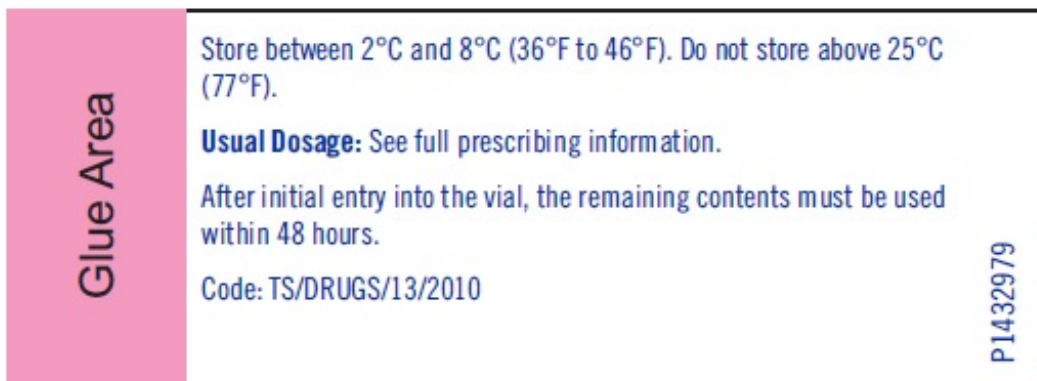 Glue Area
Store between 2°C and 8°C (36°F to 46°F). Do not store above 25°C
(77°F).
Usual Dosage: See full prescribing information.
After initial entry into the vial, the remaining contents must be used
within 48 hours.
Code: TS/DRUGS/13/2010
P1432979